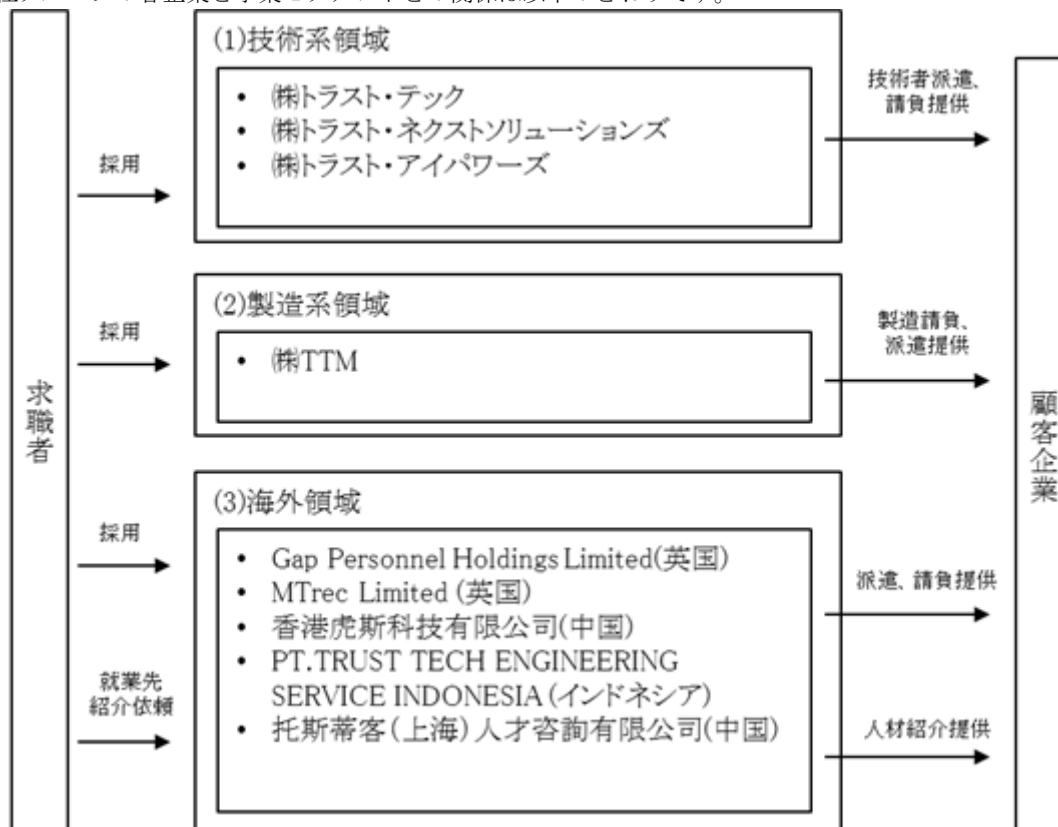 (1)技術系領域
• ㈱トラスト・テック
• ㈱トラスト・ネクストソリューションズ
• ㈱トラスト・アイパワーズ
採用
技術者派遣、
請負提供
(2)製造系領域
• ㈱TTM
採用
製造請負、
派遣提供
求職者
顧客企業
(3)海外領域
• Gap Personnel Holdings Limited(英国)
• MTrec Limited (英国)
• 香港虎斯科技有限公司(中国)
• PT.TRUST TECH ENGINEERING
SERVICE INDONESIA (インドネシア)
• 托斯蒂客(上海)人才咨詢有限公司(中国)
採用
派遣、請負提供
就業先
紹介依頼
人材紹介提供